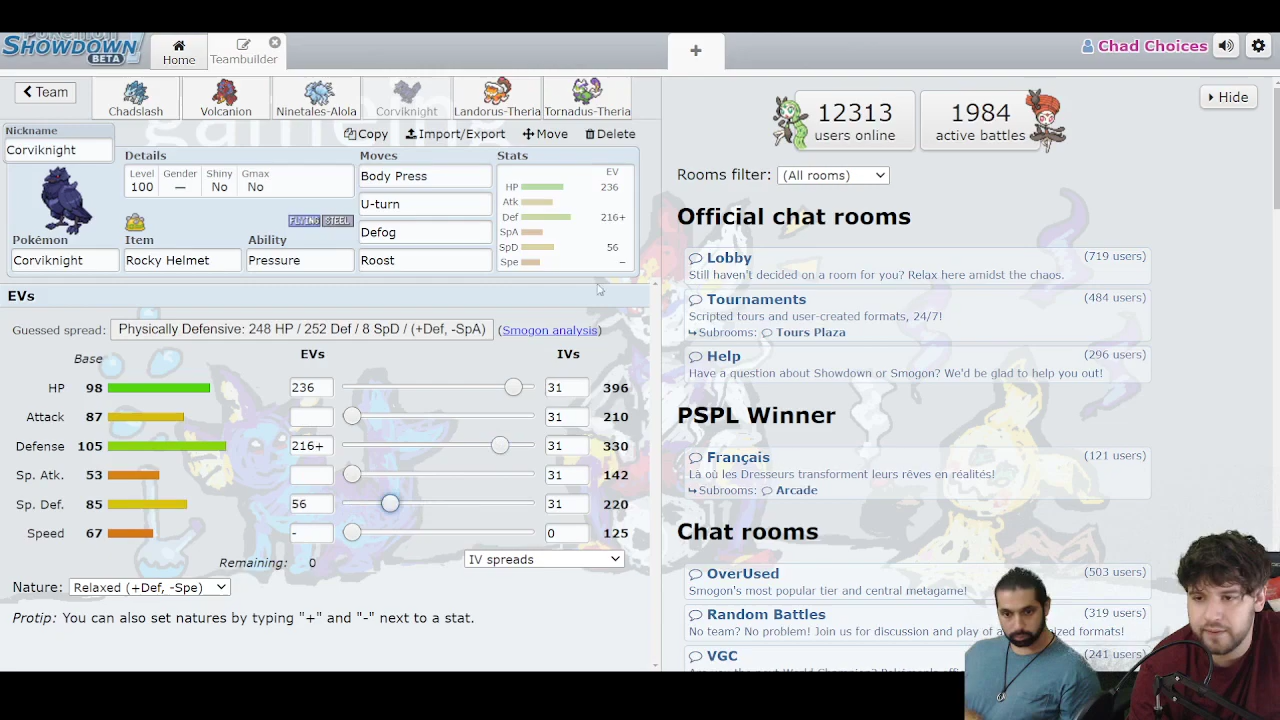 POKÉMON
SHOWDOWN
BETA
Home
Teambuilder
+
Chad Choices
Team
Chadslash
Volcanion
Ninetales-Alola
Corviknight
Landorus-Theria
Tornadus-Theria
12313
users online
1984
active battles
Hide
gaming
Nickname
Corviknight
Copy
Import/Export
Move
Delete
Details
Level
100
Gender
—
Shiny
No
Gmax
No
FLYING STEEL
Pokémon
Corviknight
Item
Rocky Helmet
Ability
Pressure
Moves
Body Press
U-turn
Defog
Roost
Stats
EV
HP 236
Atk
Def 216+
SpA
SpD 56
Spe –
EVs
Guessed spread: Physically Defensive: 248 HP / 252 Def / 8 SpD / (+Def, -SpA) (Smogon analysis)
Base EVs IVs
HP 98 236 31 396
Attack 87 31 210
Defense 105 216+ 31 330
Sp. Atk. 53 31 142
Sp. Def. 85 56 31 220
Speed 67 - 0 125
Remaining: 0
IV spreads
Nature: Relaxed (+Def, -Spe)
Protip: You can also set natures by typing "+" and "-" next to a stat.
Rooms filter: (All rooms)
Official chat rooms
Lobby (719 users)
Still haven't decided on a room for you? Relax here amidst the chaos.
Tournaments (484 users)
Scripted tours and user-created formats, 24/7!
Subrooms: Tours Plaza
Help (296 users)
Have a question about Showdown or Smogon? We'd be glad to help you out!
PSPL Winner
Français (121 users)
Là où les Dresseurs transforment leurs rêves en réalités!
Subrooms: Arcade
Chat rooms
OverUsed (503 users)
Smogon's most popular tier and central metagame!
Random Battles (319 users)
No team? No problem! Join us for discussion and play of a
formats!
VGC (241 users)